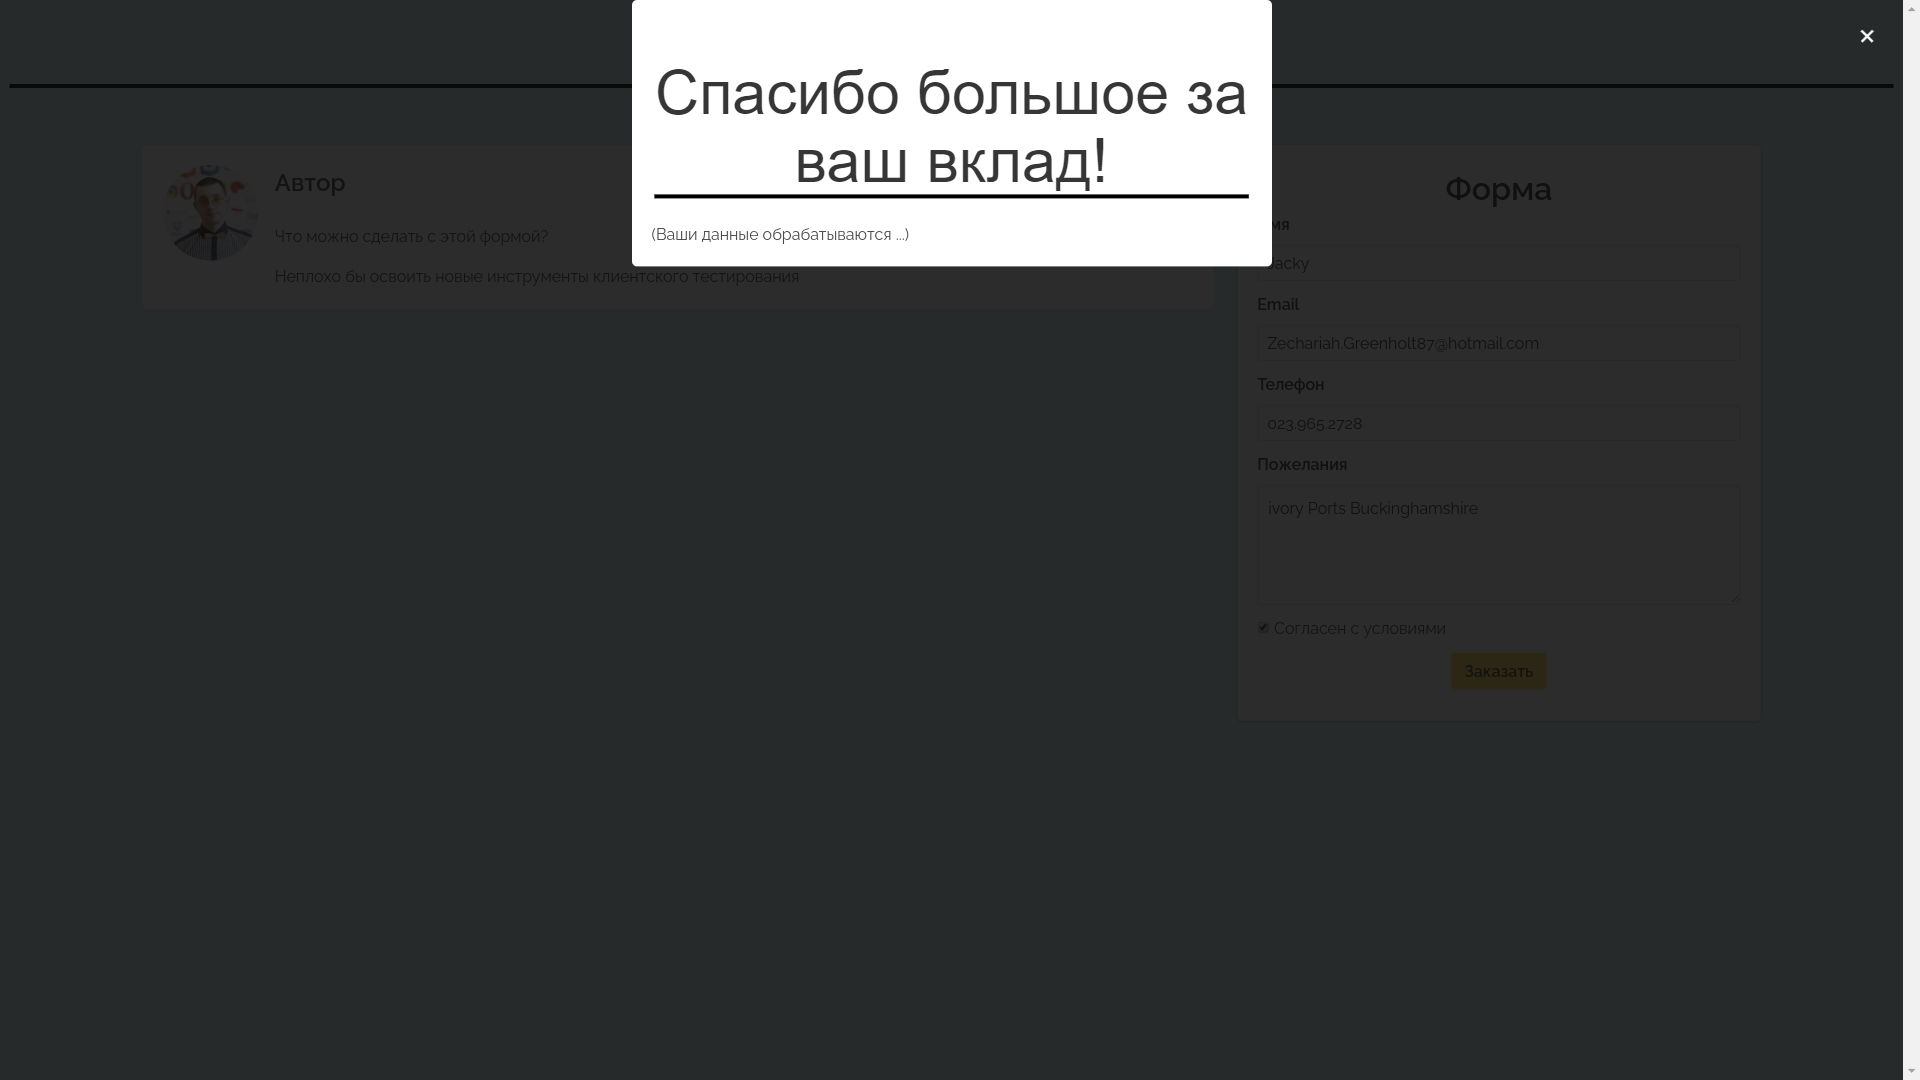 Спасибо большое за
ваш вклад!
(Ваши данные обрабатываются ...)
Автор
Что можно сделать с этой формой?
Неплохо бы освоить новые инструменты клиентского тестирования
Форма
Email
Zechariah.Greenholt87@hotmail.com
Телефон
023.965.2728
Пожелания
ivory Ports Buckinghamshire
Согласен с условиями
Заказать